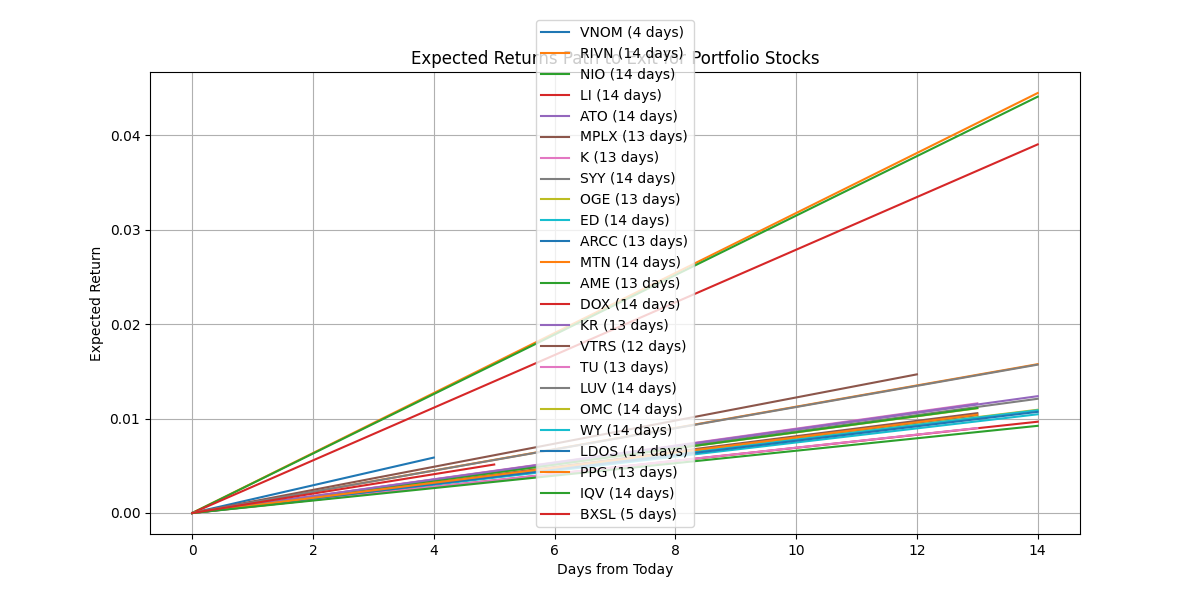 Expected Returns Path to Exit for Portfolio Stocks
VNOM (4 days)
RIVN (14 days)
NIO (14 days)
LI (14 days)
ATO (14 days)
MPLX (13 days)
K (13 days)
SYY (14 days)
OGE (13 days)
ED (14 days)
ARCC (13 days)
MTN (14 days)
AME (13 days)
DOX (14 days)
KR (13 days)
VTRS (12 days)
TU (13 days)
LUV (14 days)
OMC (14 days)
WY (14 days)
LDOS (14 days)
PPG (13 days)
IQV (14 days)
BXSL (5 days)
Expected Return
0.04
0.03
0.02
0.01
0.00
0 2 4 6 8 10 12 14
Days from Today